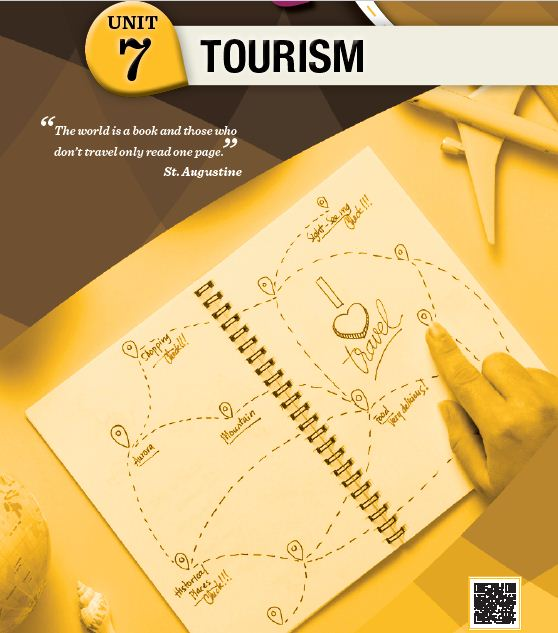 UNIT
7
TOURISM
“The world is a book and those who
don’t travel only read one page.”
St. Augustine
Sight-Seeing
Check!!!
I
travel
Shopping
Check!!!
Food
Very delicious!
Mountain
Aurora
Historical
Places
Check!!!